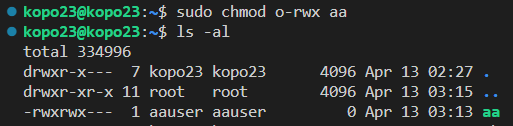 kopo23@kopo23:~$ sudo chmod o-rwx aa
kopo23@kopo23:~$ ls -al
total 334996
drwxr-x--- 7 kopo23 kopo23 4096 Apr 13 02:27 .
drwxr-xr-x 11 root root 4096 Apr 13 03:15 ..
-rwxrwx--- 1 aauser aauser 0 Apr 13 03:13 aa